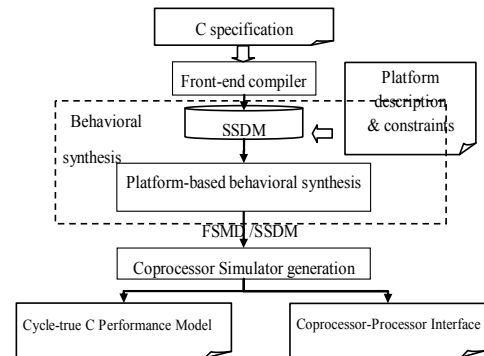 C specification
Front-end compiler
Platform
description
& constraints
Behavioral
synthesis
SSDM
Platform-based behavioral synthesis
FSMD /SSDM
Coprocessor Simulator generation
Cycle-true C Performance Model
Coprocessor-Processor Interface